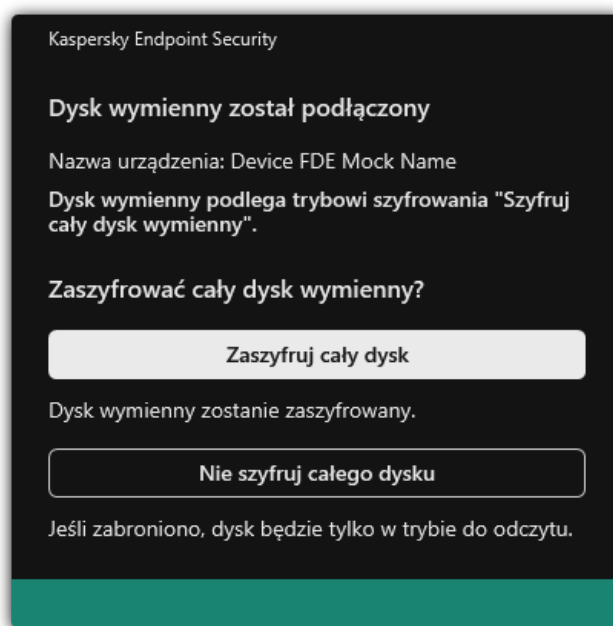 Kaspersky Endpoint Security
Dysk wymienny został podłączony
Nazwa urządzenia: Device FDE Mock Name
Dysk wymienny podlega trybowi szyfrowania "Szyfruj
cały dysk wymienny".
Zaszyfrować cały dysk wymienny?
Zaszyfruj cały dysk
Dysk wymienny zostanie zaszyfrowany.
Nie szyfruj całego dysku
Jeśli zabroniono, dysk będzie tylko w trybie do odczytu.